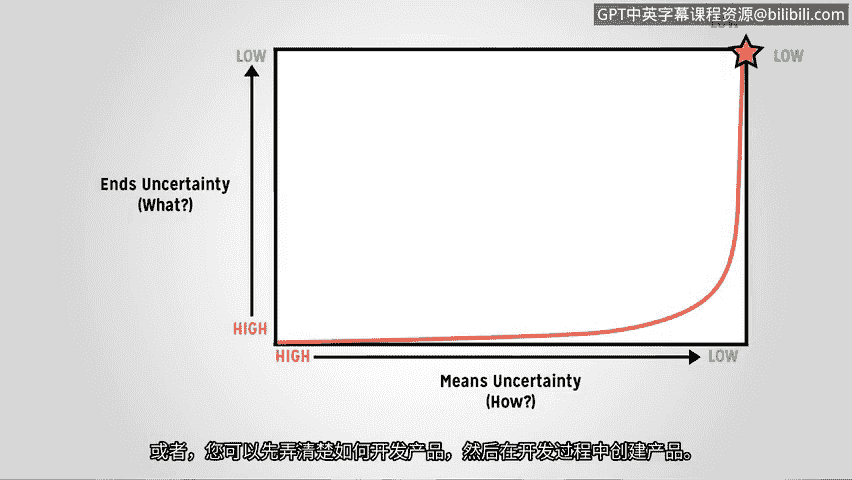 GPT中英字幕课程资源@bilibili.com
LOW
LOW
Ends Uncertainty
(What?)
HIGH
HIGH
LOW
Means Uncertainty
(How?)
或者，您可以先弄清楚如何开发产品，然后在开发过程中创建产品。